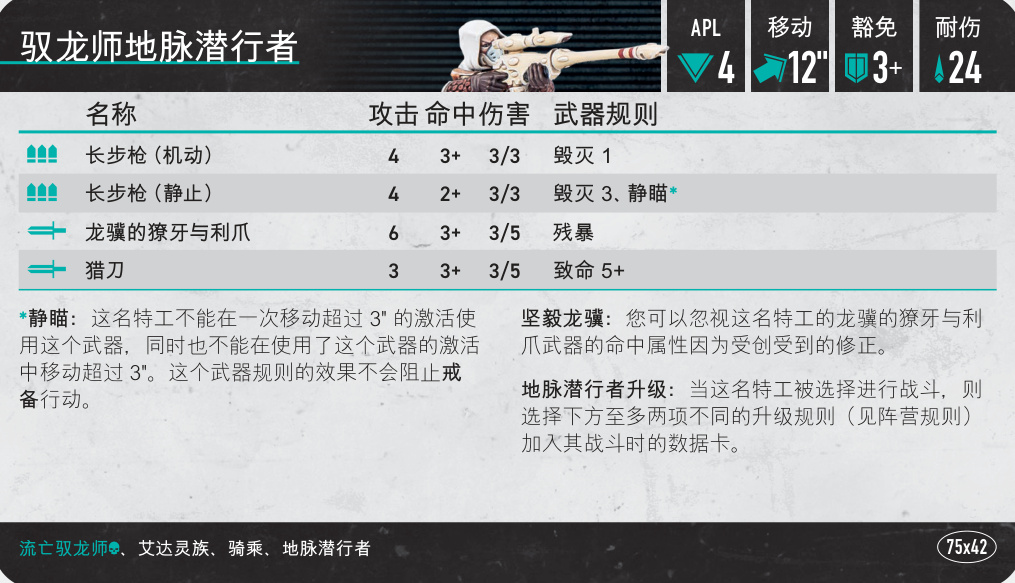 驭龙师地脉潜行者
APL 移动 豁免 耐伤
4 12" 3+ 24
名称 攻击 命中 伤害 武器规则
长步枪（机动） 4 3+ 3/3 毁灭 1
长步枪（静止） 4 2+ 3/3 毁灭 3、静瞄*
龙骥的獠牙与利爪 6 3+ 3/5 残暴
猎刀 3 3+ 3/5 致命 5+
*静瞄：这名特工不能在一次移动超过 3" 的激活使
用这个武器，同时也不能在使用了这个武器的激活
中移动超过 3"。这个武器规则的效果不会阻止戒
备行动。
坚毅龙骥：您可以忽视这名特工的龙骥的獠牙与利
爪武器的命中属性因为受创受到的修正。
地脉潜行者升级：当这名特工被选择进行战斗，则
选择下方至多两项不同的升级规则（见阵营规则）
加入其战斗时的数据卡。
流亡驭龙师、艾达灵族、骑乘、地脉潜行者
75x42